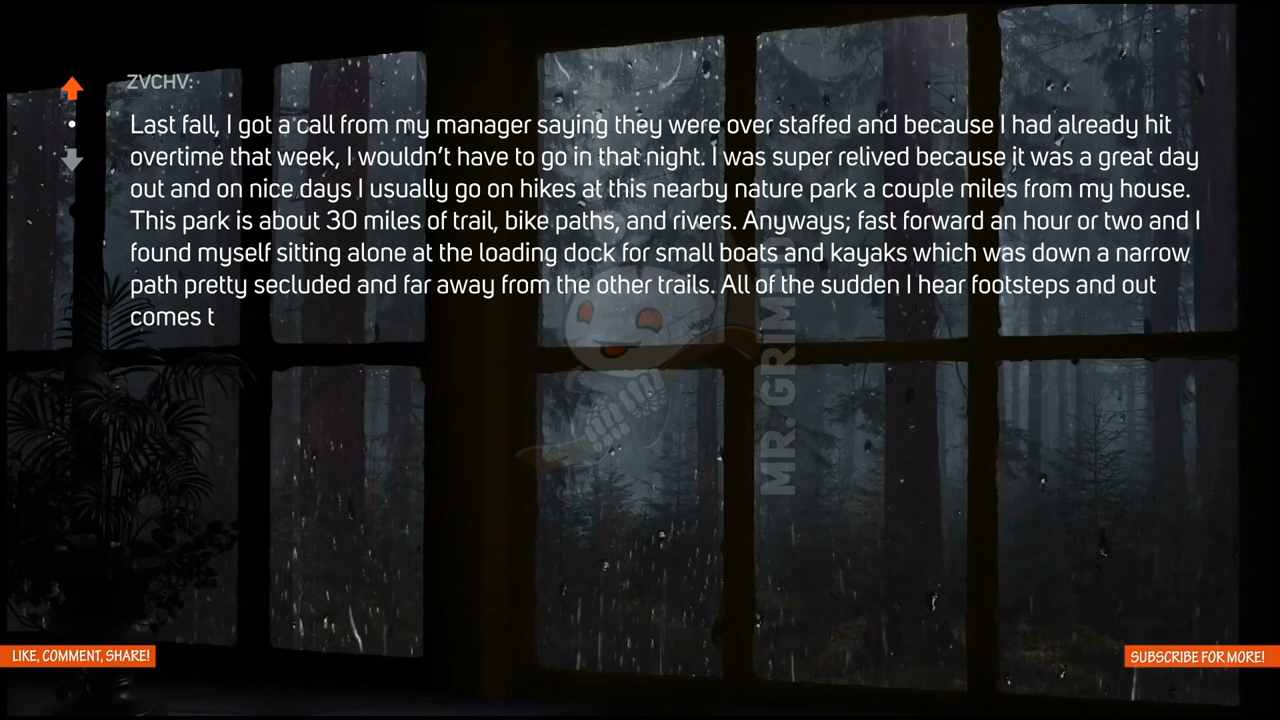 ZVCHV:
Last fall, I got a call from my manager saying they were over staffed and because I had already hit
overtime that week, I wouldn't have to go in that night. I was super relived because it was a great day
out and on nice days I usually go on hikes at this nearby nature park a couple miles from my house.
This park is about 30 miles of trail, bike paths, and rivers. Anyways; fast forward an hour or two and I
found myself sitting alone at the loading dock for small boats and kayaks which was down a narrow
path pretty secluded and far away from the other trails. All of the sudden I hear footsteps and out
comes t
MR. GRIMED
LIKE, COMMENT, SHARE!
SUBSCRIBE FOR MORE!